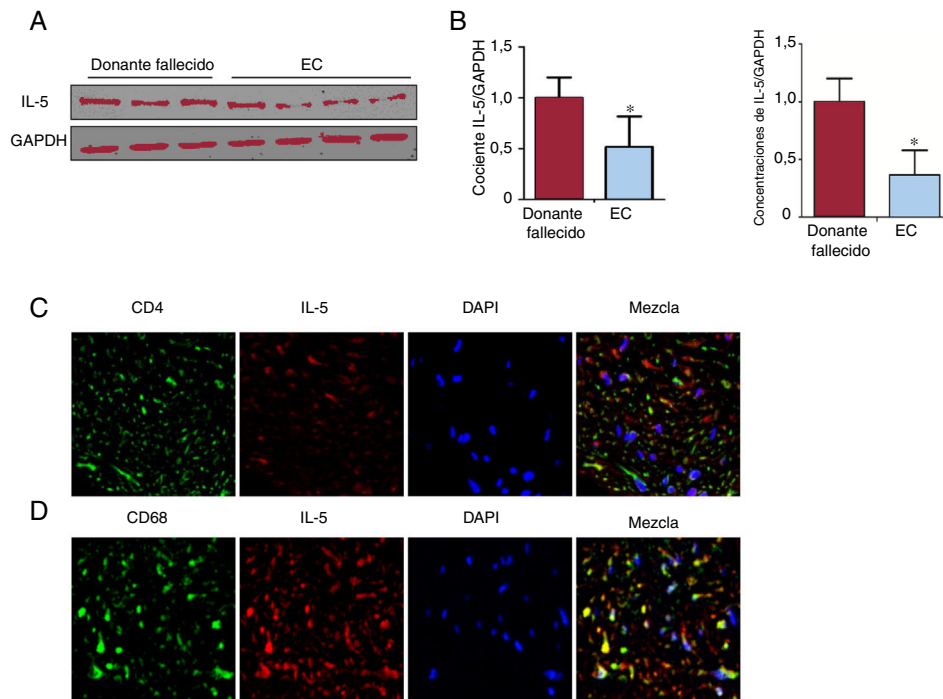 A
Donante fallecido
EC
IL-5
GAPDH
B
Cociente IL-5/GAPDH
1,5
1,0
0,5
0
*
Donante fallecido
EC
Concentraciones de IL-5/GAPDH
1,5
1,0
0,5
0
*
Donante
fallecido
EC
C
CD4
IL-5
DAPI
Mezcla
D
CD68
IL-5
DAPI
Mezcla